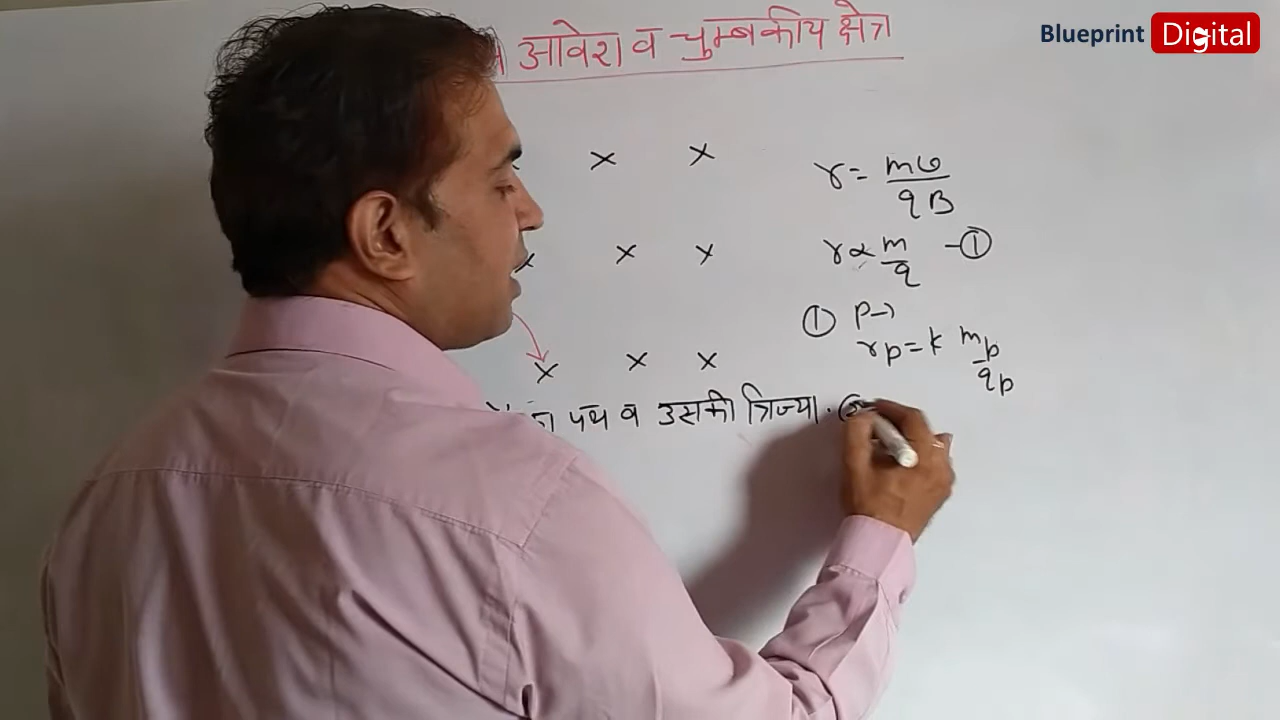 Blueprint Digital
आवेश व चुम्बकीय क्षेत्र
x x
r = mv / qB
x x x
r ∝ m / q - ①
① P→
rp = k mp / qp
x x x
पथ व उसकी त्रिज्या.